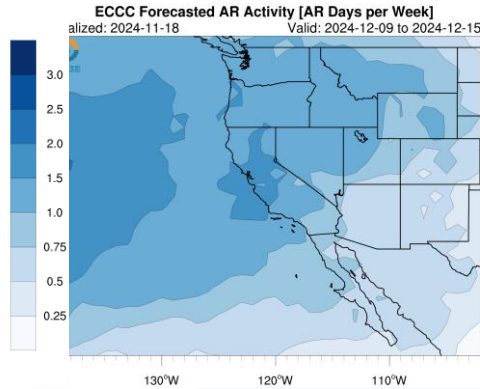 ECCC Forecasted AR Activity [AR Days per Week]
ialized: 2024-11-18 Valid: 2024-12-09 to 2024-12-15
3.0
2.5
2.0
1.5
1.0
0.75
0.5
0.25
130°W 120°W 110°W